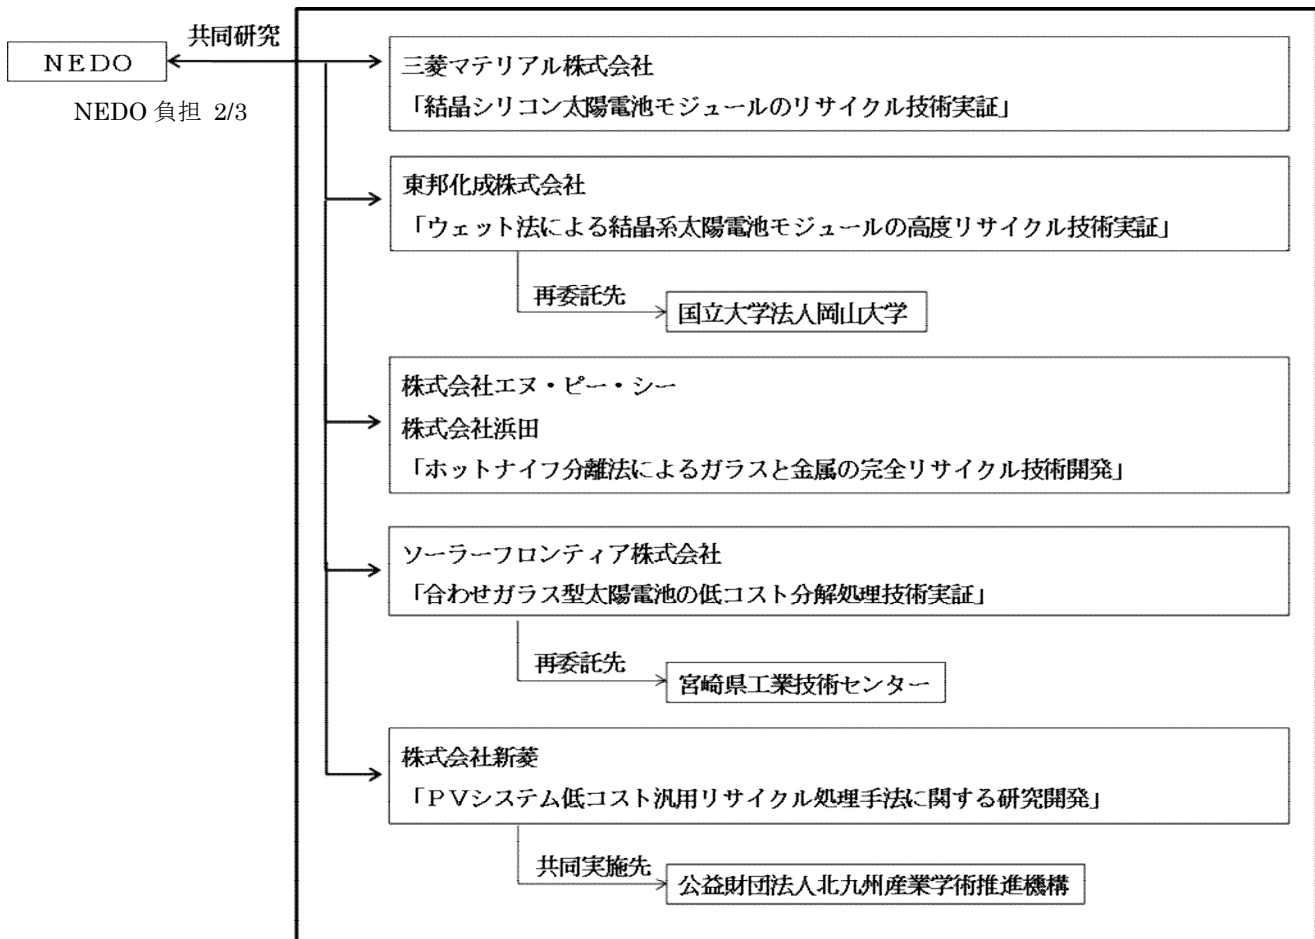 共同研究
ＮＥＤＯ
NEDO 負担 2/3
三菱マテリアル株式会社
「結晶シリコン太陽電池モジュールのリサイクル技術実証」
東邦化成株式会社
「ウェット法による結晶系太陽電池モジュールの高度リサイクル技術実証」
再委託先
国立大学法人岡山大学
株式会社エヌ・ピー・シー
株式会社浜田
「ホットナイフ分離法によるガラスと金属の完全リサイクル技術開発」
ソーラーフロンティア株式会社
「合わせガラス型太陽電池の低コスト分解処理技術実証」
再委託先
宮崎県工業技術センター
株式会社新菱
「ＰＶシステム低コスト汎用リサイクル処理手法に関する研究開発」
共同実施先
公益財団法人北九州産業学術推進機構